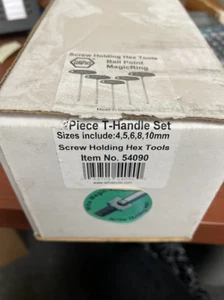 Screw Holding Hex Tools
Ball Point
MagicRing
Piece T-Handle Set
Sizes include:4,5,6,8,10mm
Screw Holding Hex Tools
Item No. 54090